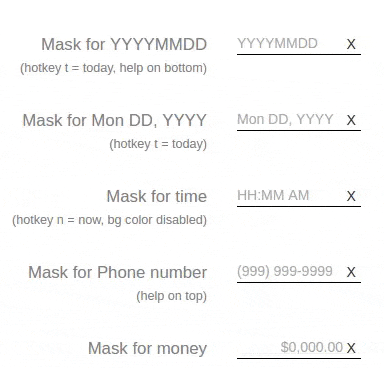 Mask for YYYYMMDD YYYYMMDD X
(hotkey t = today, help on bottom)
Mask for Mon DD, YYYY Mon DD, YYYY X
(hotkey t = today)
Mask for time HH:MM AM X
(hotkey n = now, bg color disabled)
Mask for Phone number (999) 999-9999 X
(help on top)
Mask for money $0,000.00 X